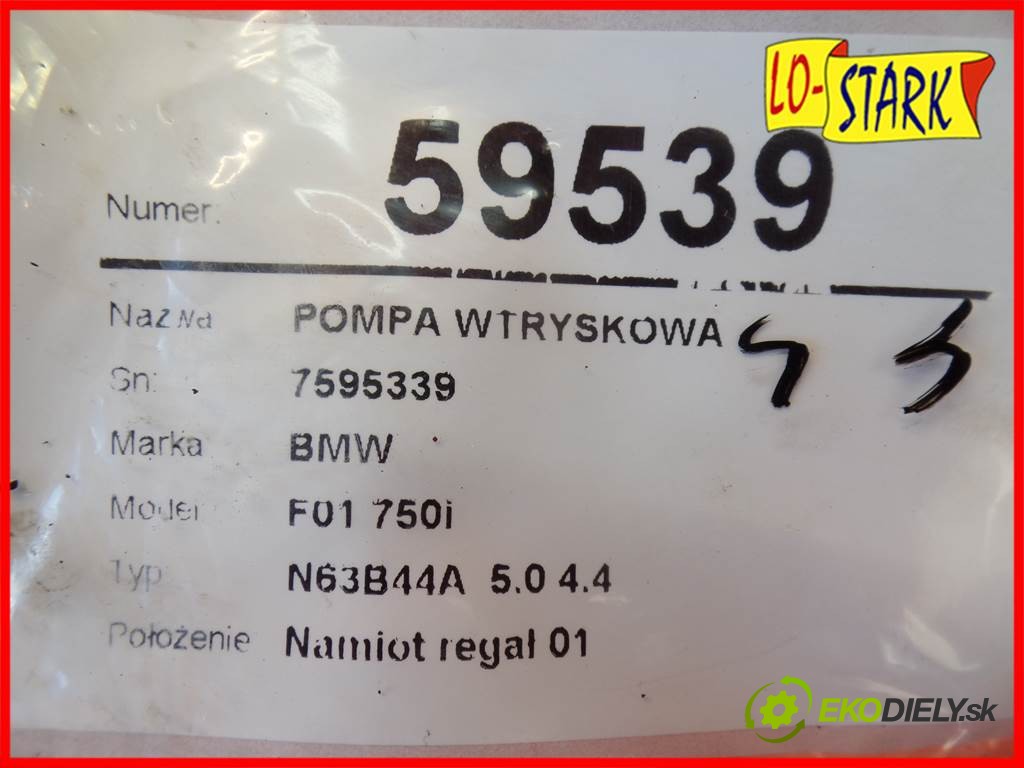 LO-STARK
Numer: 59539
Nazwa POMPA WTRYSKOWA
Sn: 7595339
Marka BMW
Model F01 750i
Typ N63B44A 5.0 4.4
Położenie Namiot regał 01
EKODIELY.sk